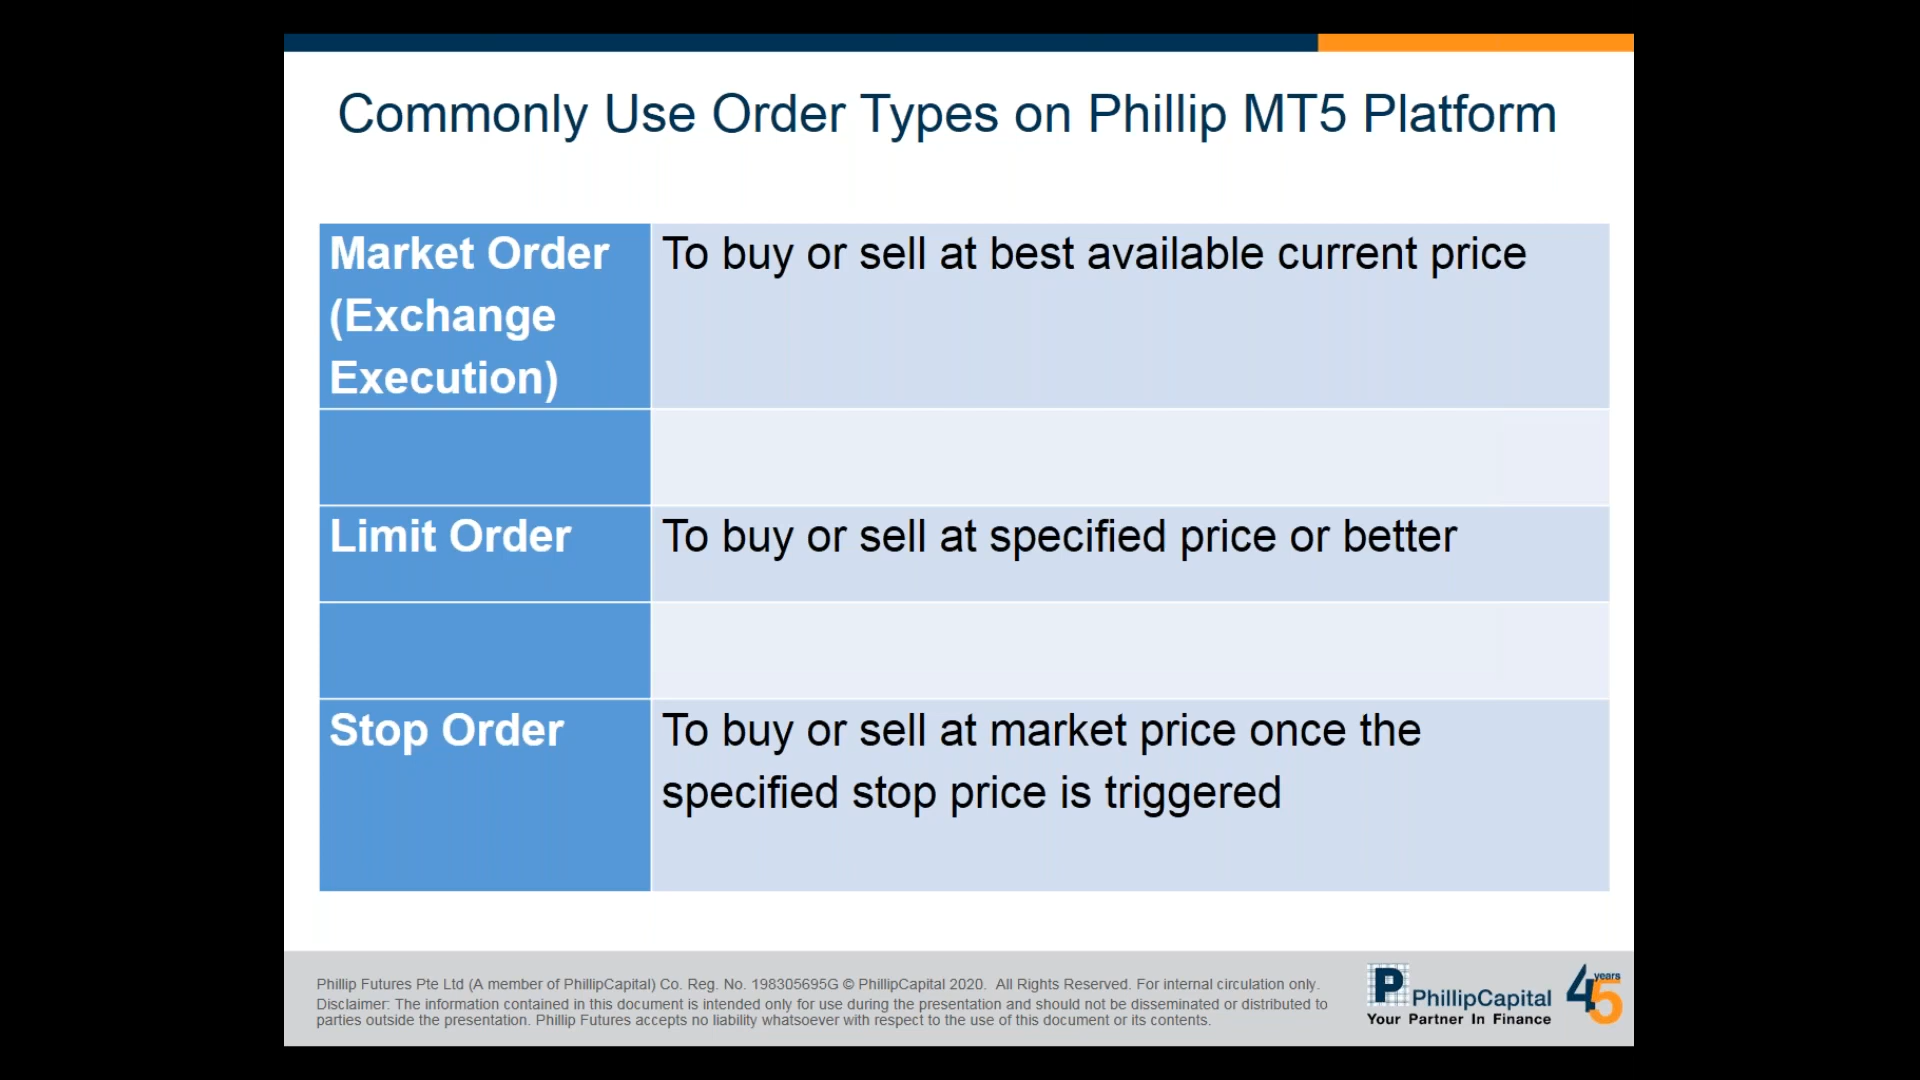 Commonly Use Order Types on Phillip MT5 Platform
Market Order
(Exchange
Execution)
To buy or sell at best available current price
Limit Order
To buy or sell at specified price or better
Stop Order
To buy or sell at market price once the
specified stop price is triggered
Phillip Futures Pte Ltd (A member of PhillipCapital) Co. Reg. No. 198305695G © PhillipCapital 2020. All Rights Reserved. For internal circulation only.
Disclaimer: The information contained in this document is intended only for use during the presentation and should not be disseminated or distributed to
parties outside the presentation. Phillip Futures accepts no liability whatsoever with respect to the use of this document or its contents.
P PhillipCapital
Your Partner In Finance
45 years